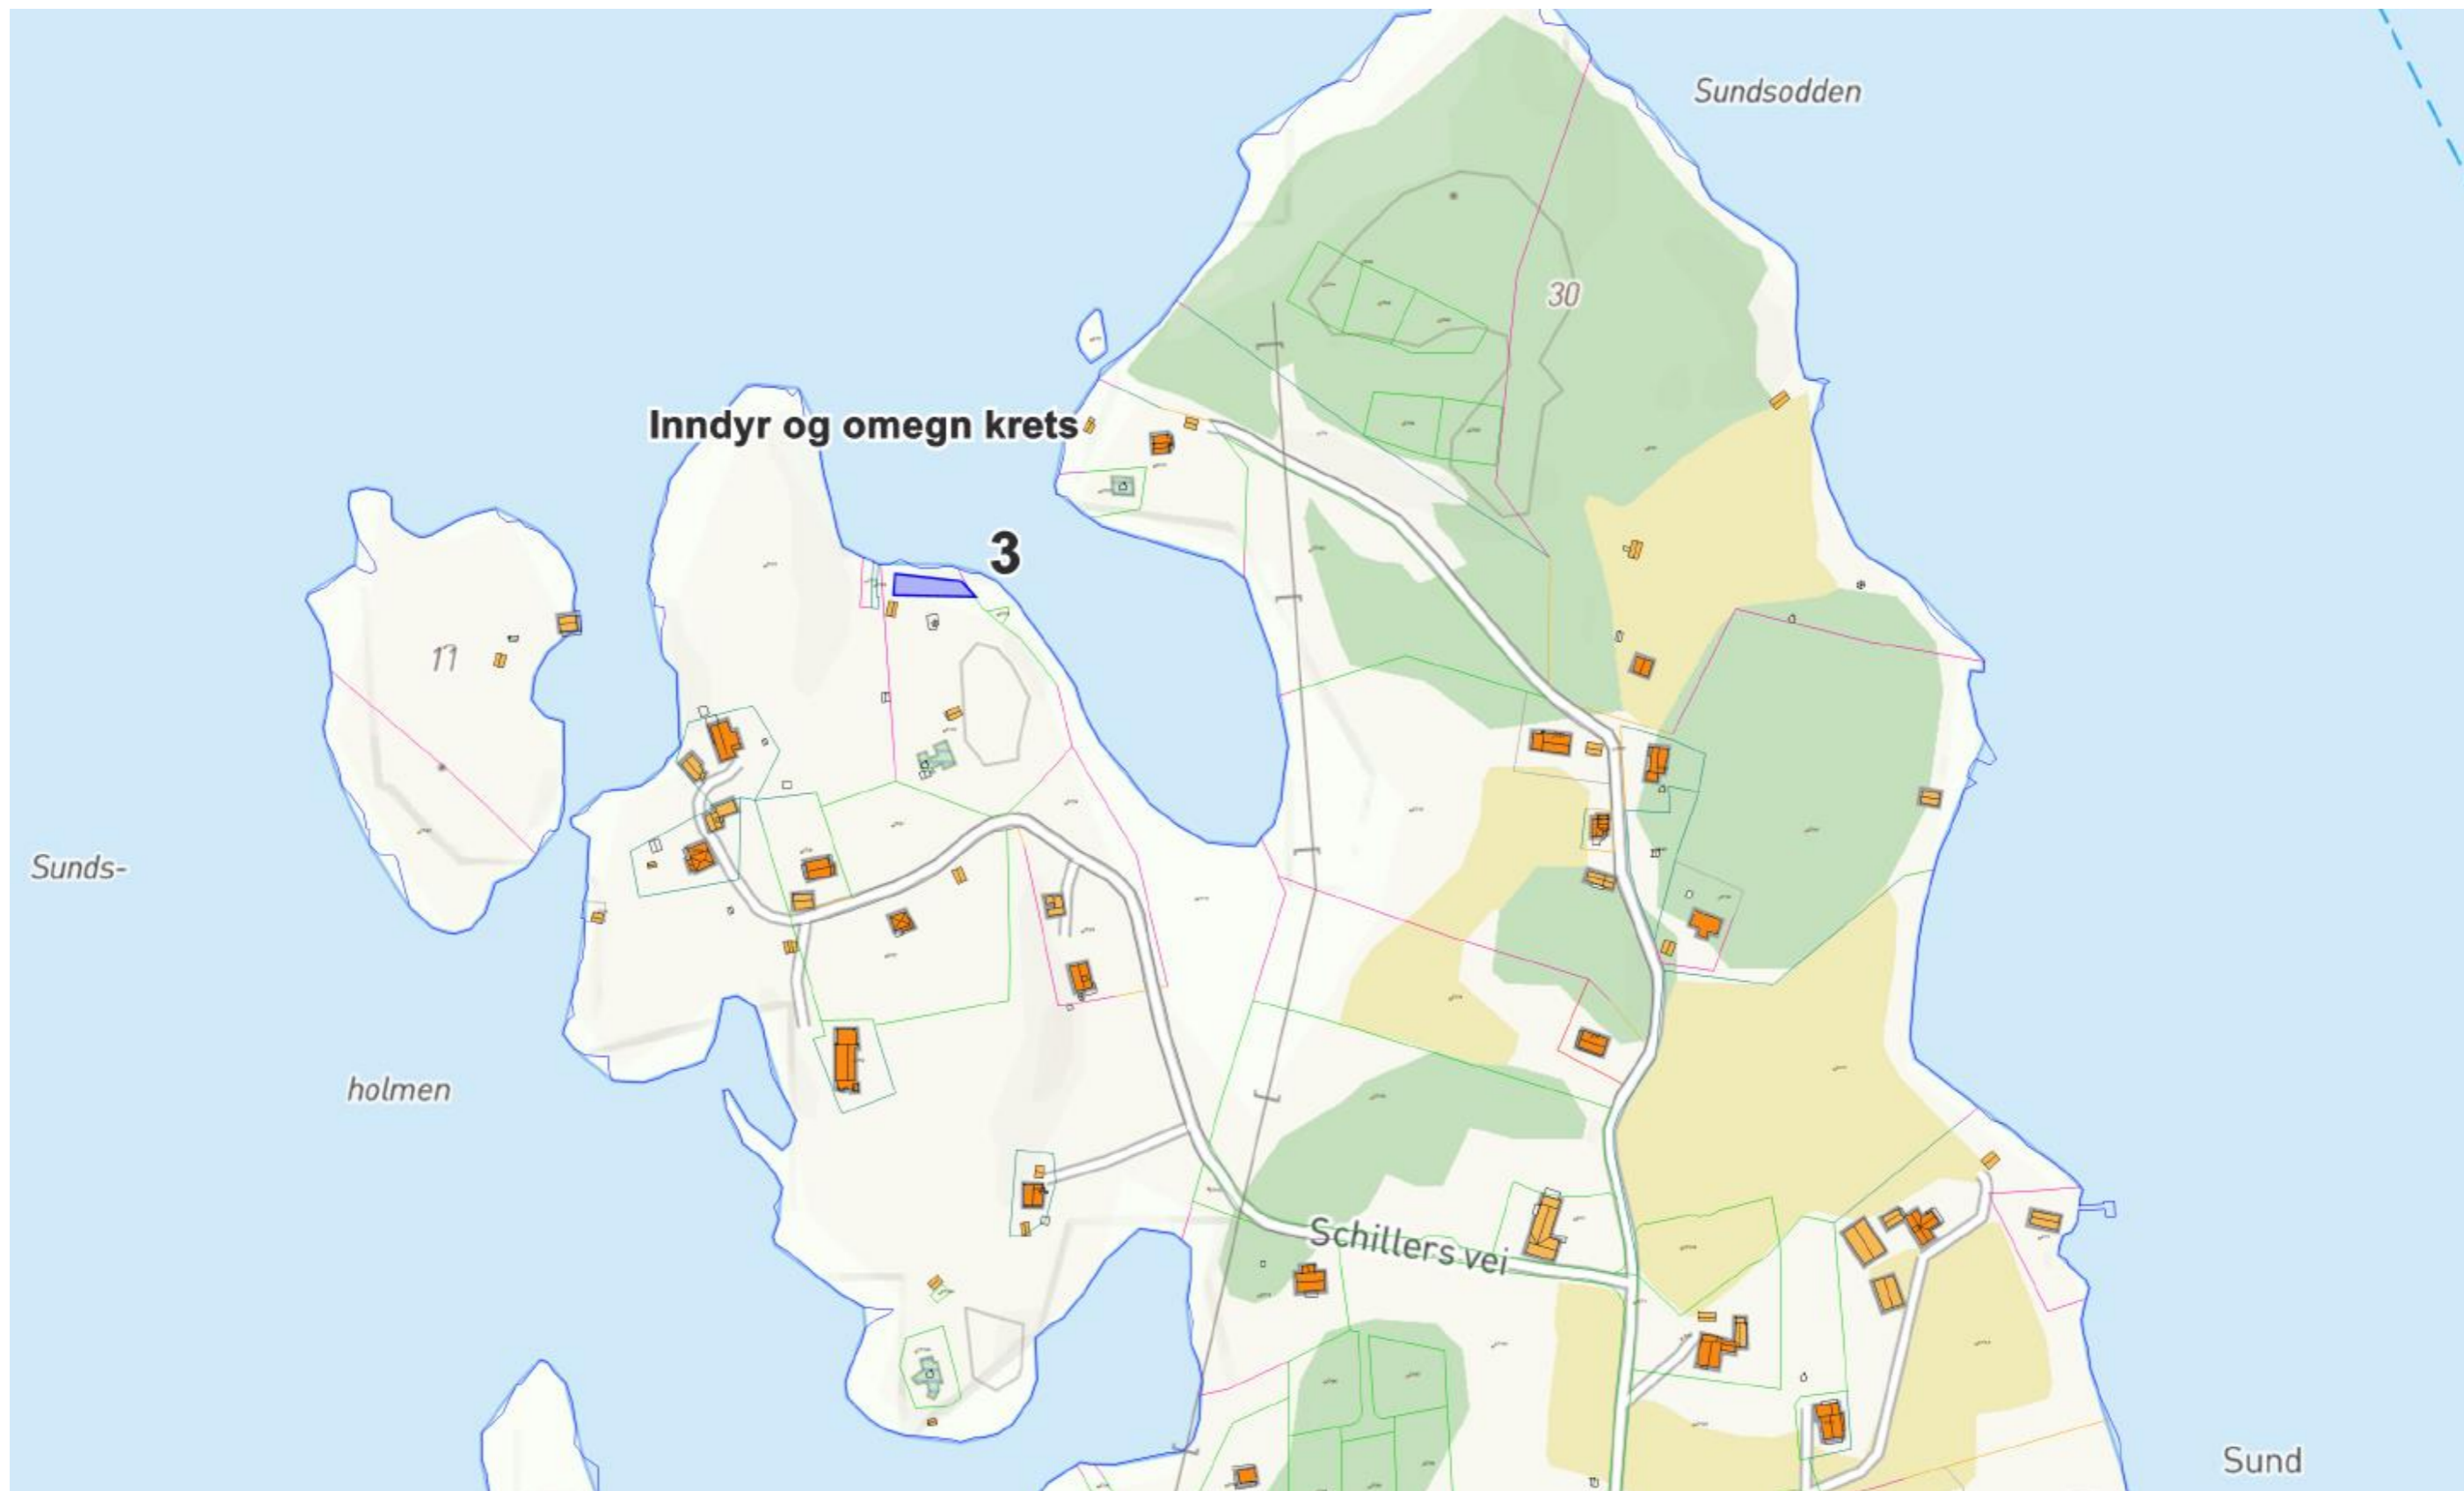 Sundsodden
30
Inndyr og omegn krets
3
11
Sunds-
holmen
Schillers vei
Sund